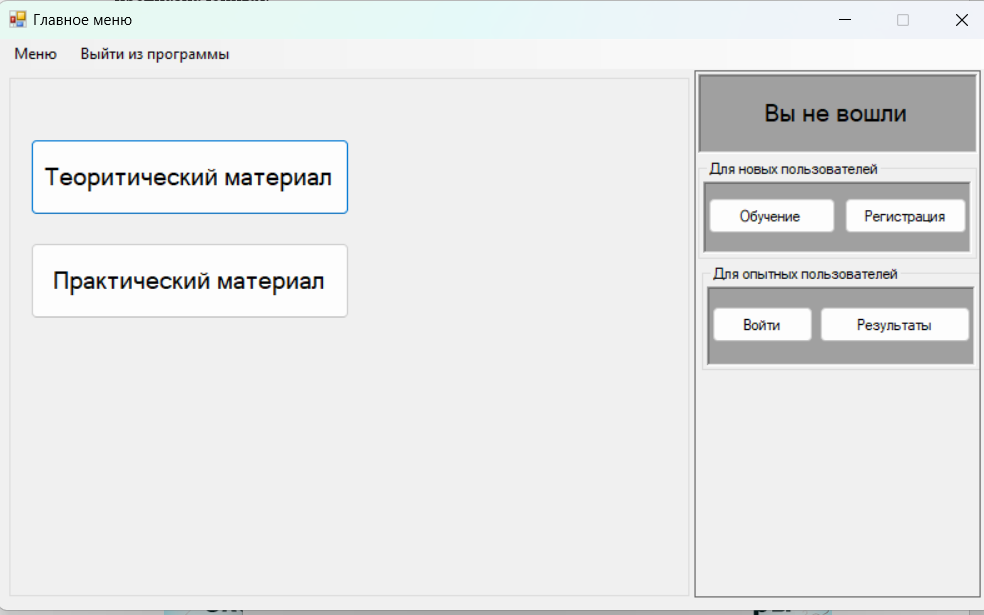 Главное меню
Меню Выйти из программы
Вы не вошли
Для новых пользователей
Теоритический материал
Обучение Регистрация
Практический материал
Для опытных пользователей
Войти Результаты